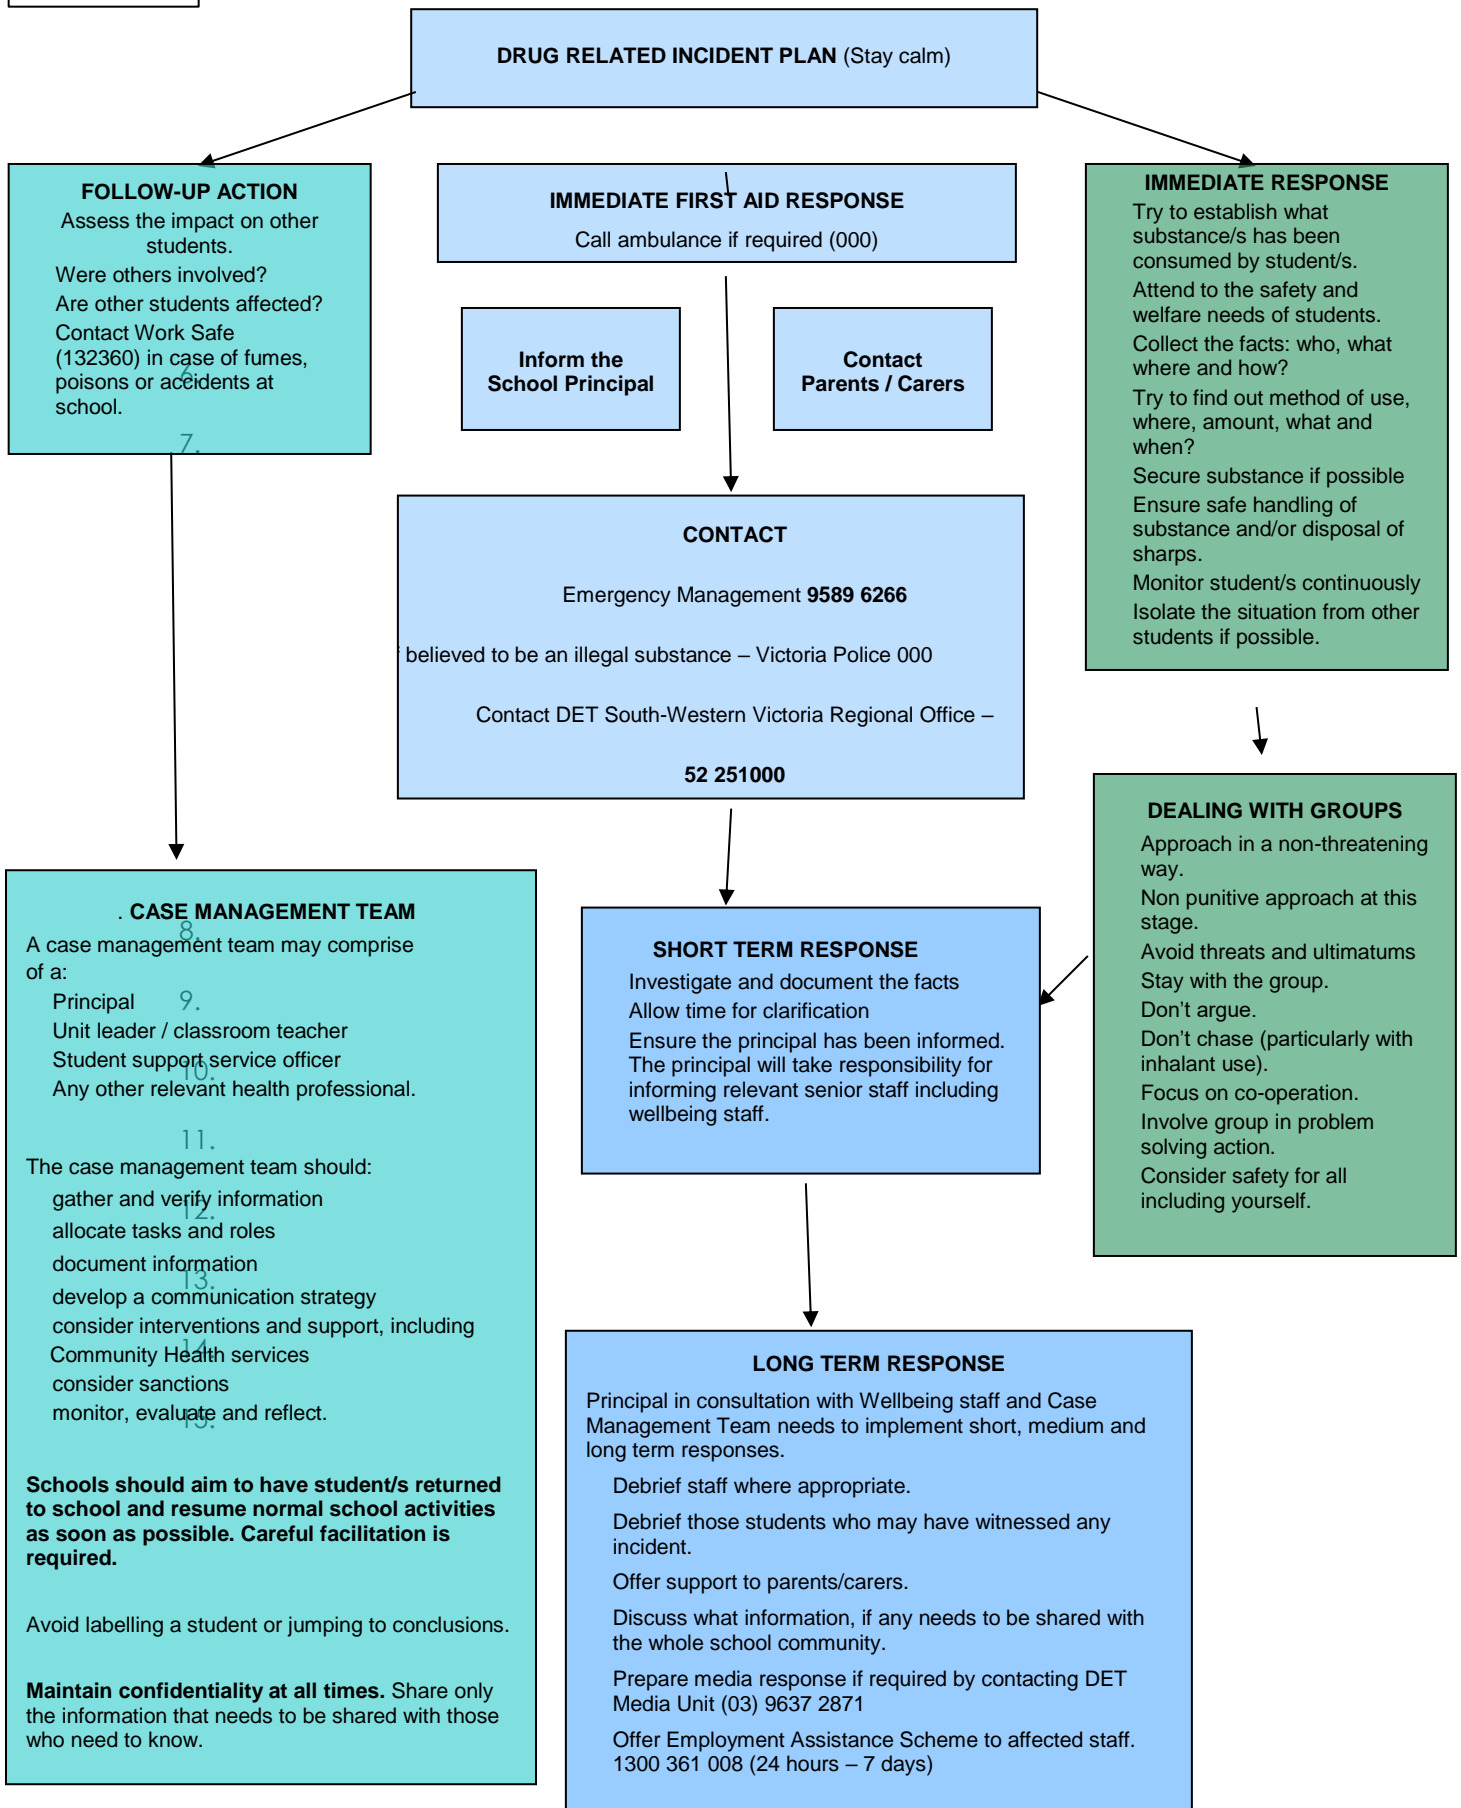 DRUG RELATED INCIDENT PLAN (Stay calm)
FOLLOW-UP ACTION
Assess the impact on other
students.
Were others involved?
Are other students affected?
Contact Work Safe
(132360) in case of fumes,
poisons or accidents at
school.
6.
7.
IMMEDIATE FIRST AID RESPONSE
Call ambulance if required (000)
Inform the
School Principal
Contact
Parents / Carers
IMMEDIATE RESPONSE
Try to establish what
substance/s has been
consumed by student/s.
Attend to the safety and
welfare needs of students.
Collect the facts: who, what
where and how?
Try to find out method of use,
where, amount, what and
when?
Secure substance if possible
Ensure safe handling of
substance and/or disposal of
sharps.
Monitor student/s continuously
Isolate the situation from other
students if possible.
CONTACT
Emergency Management 9589 6266
believed to be an illegal substance – Victoria Police 000
Contact DET South-Western Victoria Regional Office –
52 251000
DEALING WITH GROUPS
Approach in a non-threatening
way.
Non punitive approach at this
stage.
Avoid threats and ultimatums
Stay with the group.
Don’t argue.
Don’t chase (particularly with
inhalant use).
Focus on co-operation.
Involve group in problem
solving action.
Consider safety for all
including yourself.
. CASE MANAGEMENT TEAM
8.
A case management team may comprise
of a:
Principal
9.
Unit leader / classroom teacher
Student support service officer
10.
Any other relevant health professional.
11.
The case management team should:
gather and verify information
12.
allocate tasks and roles
document information
13.
develop a communication strategy
consider interventions and support, including
14.
Community Health services
consider sanctions
monitor, evaluate and reflect.
15.
Schools should aim to have student/s returned
to school and resume normal school activities
as soon as possible. Careful facilitation is
required.
Avoid labelling a student or jumping to conclusions.
Maintain confidentiality at all times. Share only
the information that needs to be shared with those
who need to know.
SHORT TERM RESPONSE
Investigate and document the facts
Allow time for clarification
Ensure the principal has been informed.
The principal will take responsibility for
informing relevant senior staff including
wellbeing staff.
LONG TERM RESPONSE
Principal in consultation with Wellbeing staff and Case
Management Team needs to implement short, medium and
long term responses.
Debrief staff where appropriate.
Debrief those students who may have witnessed any
incident.
Offer support to parents/carers.
Discuss what information, if any needs to be shared with
the whole school community.
Prepare media response if required by contacting DET
Media Unit (03) 9637 2871
Offer Employment Assistance Scheme to affected staff.
1300 361 008 (24 hours – 7 days)